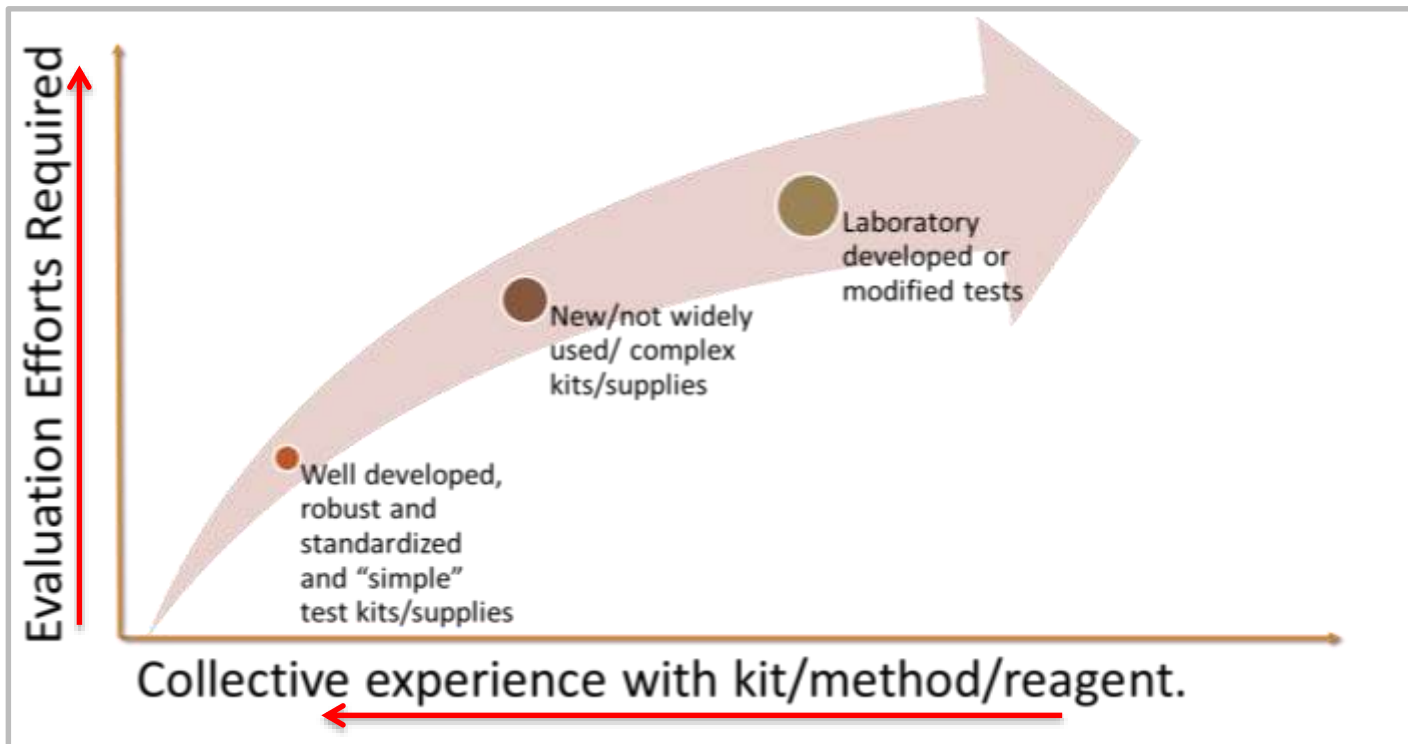 Evaluation Efforts Required
Laboratory
developed or
modified tests
New/not widely
used/ complex
kits/supplies
Well developed,
robust and
standardized
and “simple”
test kits/supplies
Collective experience with kit/method/reagent.